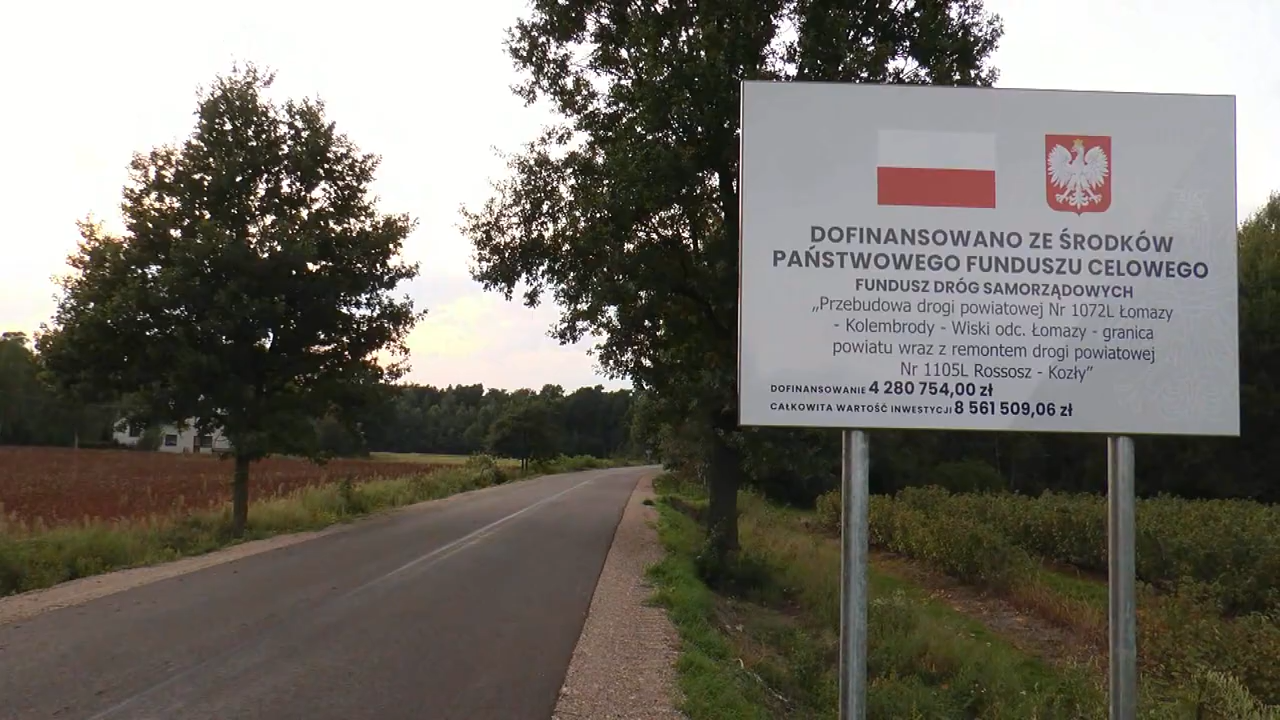 DOFINANSOWANO ZE ŚRODKÓW
PAŃSTWOWEGO FUNDUSZU CELOWEGO
FUNDUSZ DRÓG SAMORZĄDOWYCH
„Przebudowa drogi powiatowej Nr 1072L Łomazy
- Kolembrody - Wiski odc. Łomazy - granica
powiatu wraz z remontem drogi powiatowej
Nr 1105L Rossosz - Kozły”
DOFINANSOWANIE 4 280 754,00 zł
CAŁKOWITA WARTOŚĆ INWESTYCJI 8 561 509,06 zł